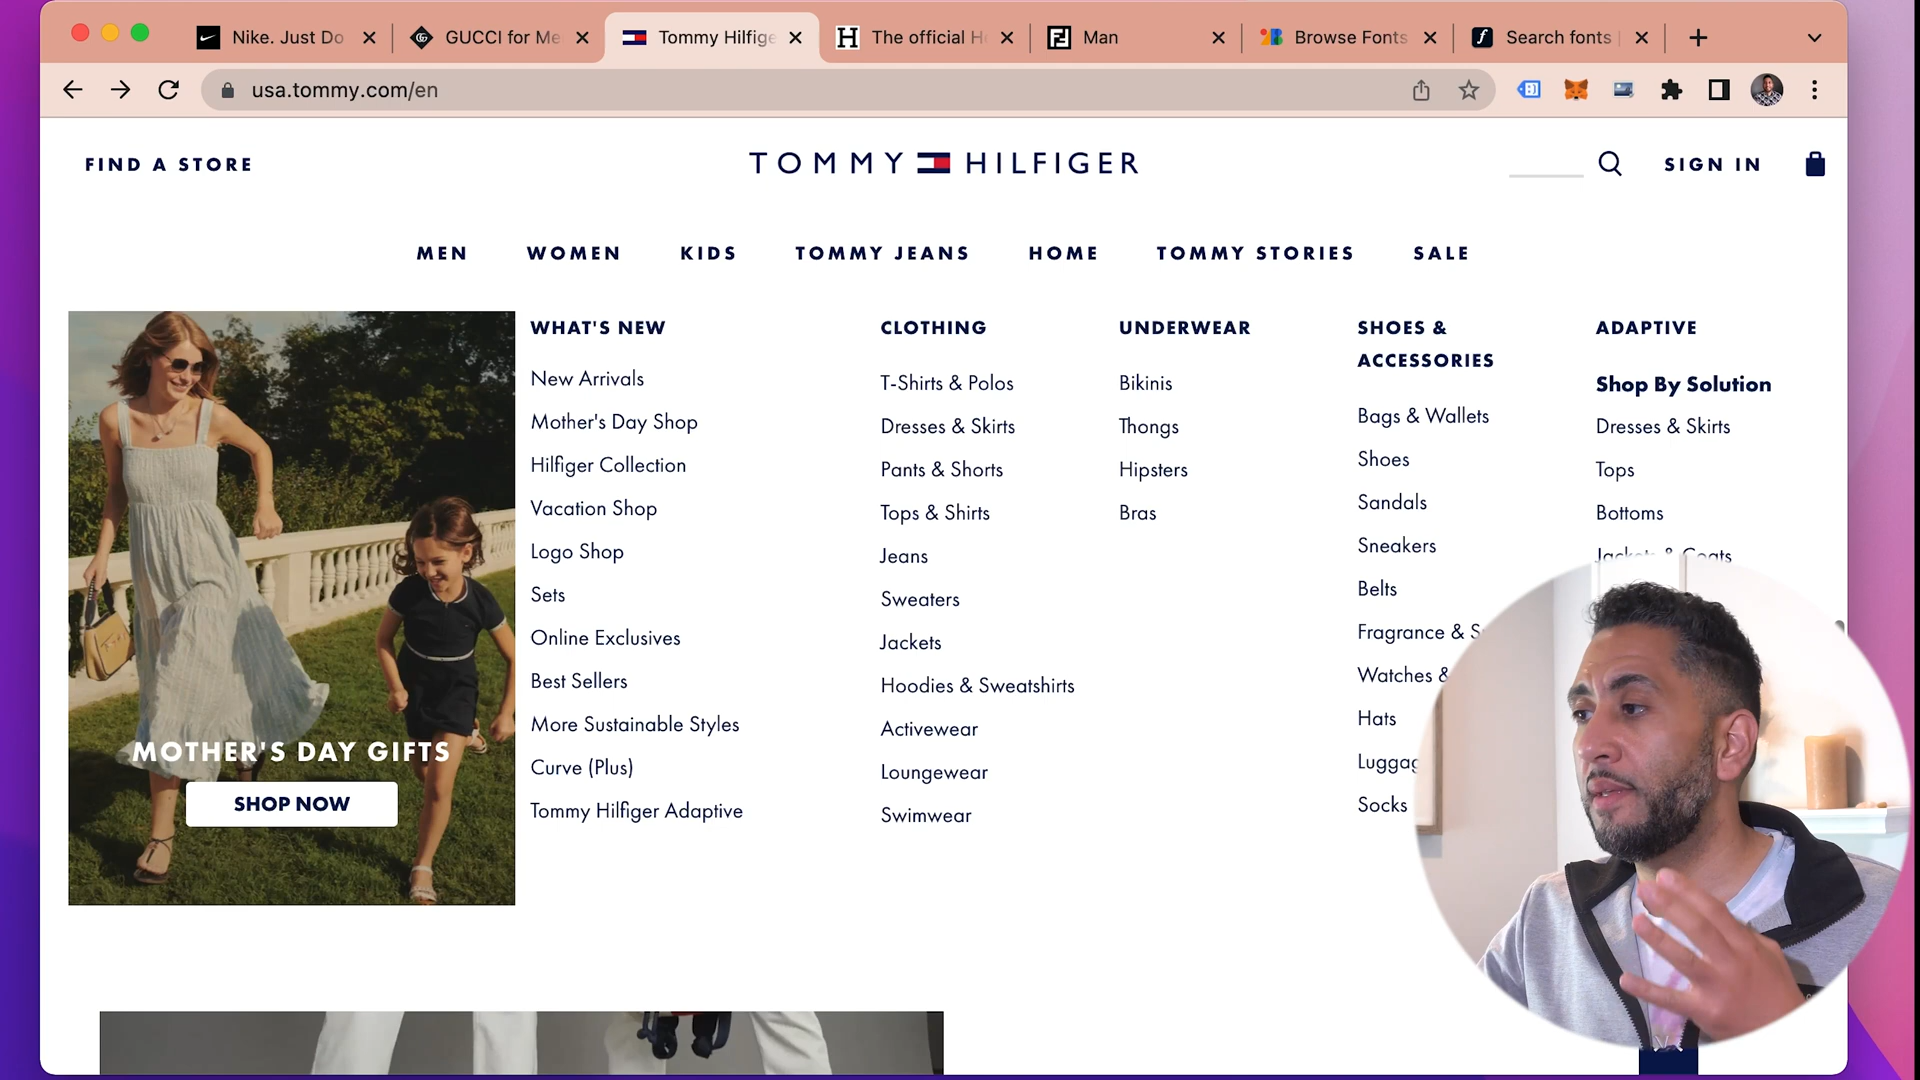 Nike. Just Do
GUCCI for Me
Tommy Hilfige
The official H
Man
Browse Fonts
Search fonts
usa.tommy.com/en
FIND A STORE
TOMMY HILFIGER
SIGN IN
MEN
WOMEN
KIDS
TOMMY JEANS
HOME
TOMMY STORIES
SALE
MOTHER'S DAY GIFTS
SHOP NOW
WHAT'S NEW
New Arrivals
Mother's Day Shop
Hilfiger Collection
Vacation Shop
Logo Shop
Sets
Online Exclusives
Best Sellers
More Sustainable Styles
Curve (Plus)
Tommy Hilfiger Adaptive
CLOTHING
T-Shirts & Polos
Dresses & Skirts
Pants & Shorts
Tops & Shirts
Jeans
Sweaters
Jackets
Hoodies & Sweatshirts
Activewear
Loungewear
Swimwear
UNDERWEAR
Bikinis
Thongs
Hipsters
Bras
SHOES &
ACCESSORIES
Bags & Wallets
Shoes
Sandals
Sneakers
Belts
Fragrance & S
Watches &
Hats
Luggag
Socks
ADAPTIVE
Shop By Solution
Dresses & Skirts
Tops
Bottoms
Jackets & Coats